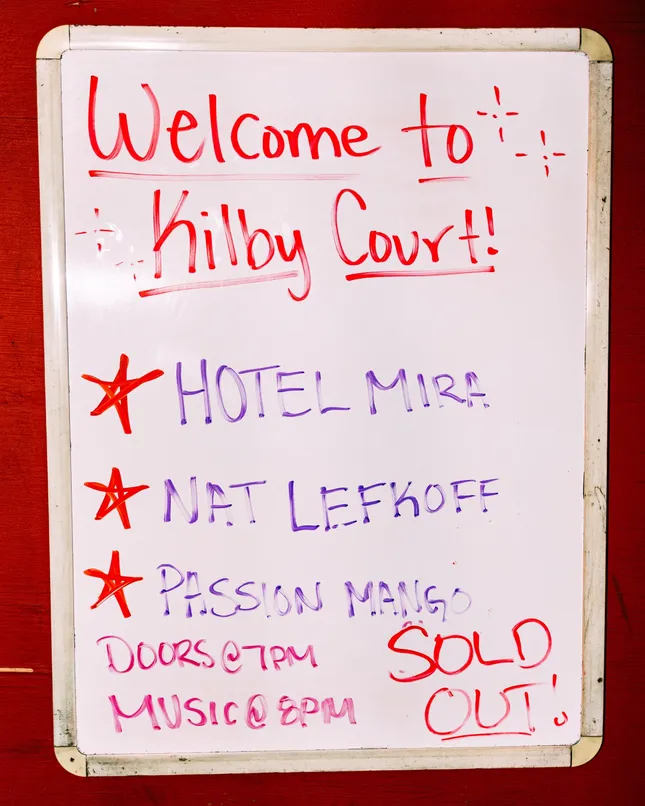 Welcome to
Kilby Court!
HOTEL MIRA
NAT LEFKOFF
PASSION MANGO
DOORS@7PM
MUSIC@8PM
SOLD
OUT!